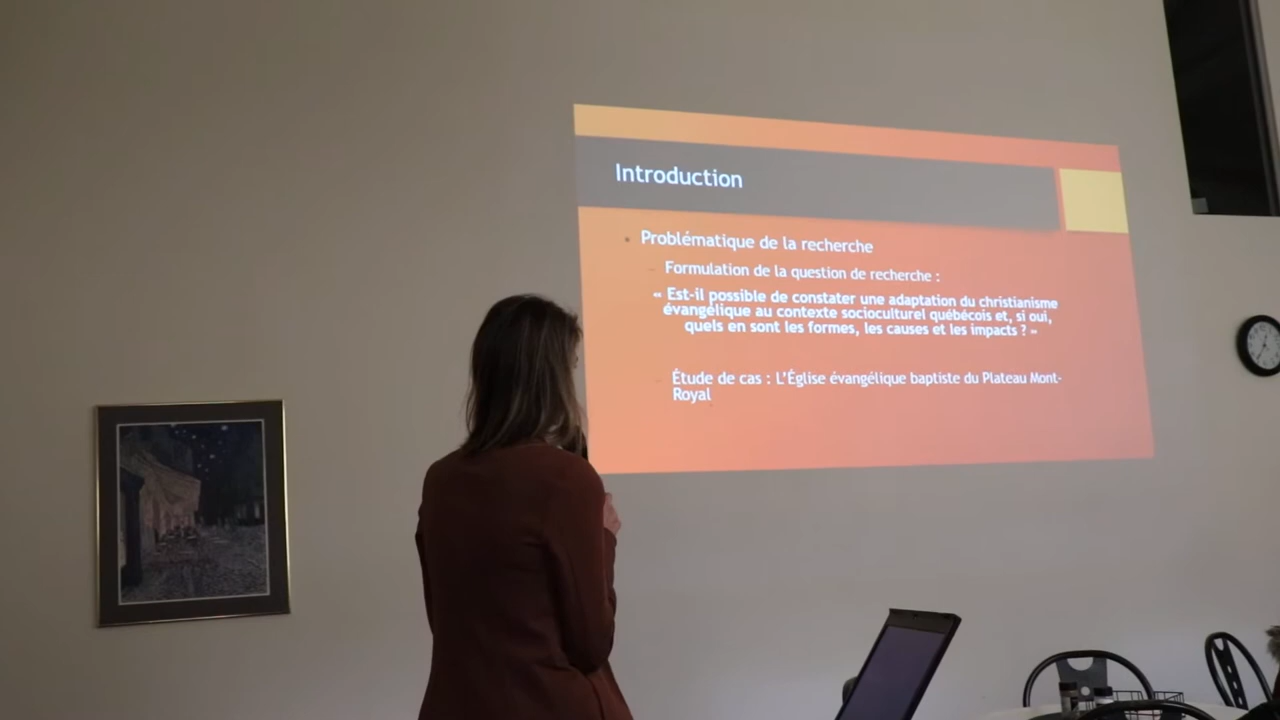 Introduction
Problématique de la recherche
Formulation de la question de recherche :
« Est-il possible de constater une adaptation du christianisme
évangélique au contexte socioculturel québécois et, si oui,
quels en sont les formes, les causes et les impacts ? »
Étude de cas : L'Église évangélique baptiste du Plateau Mont-
Royal